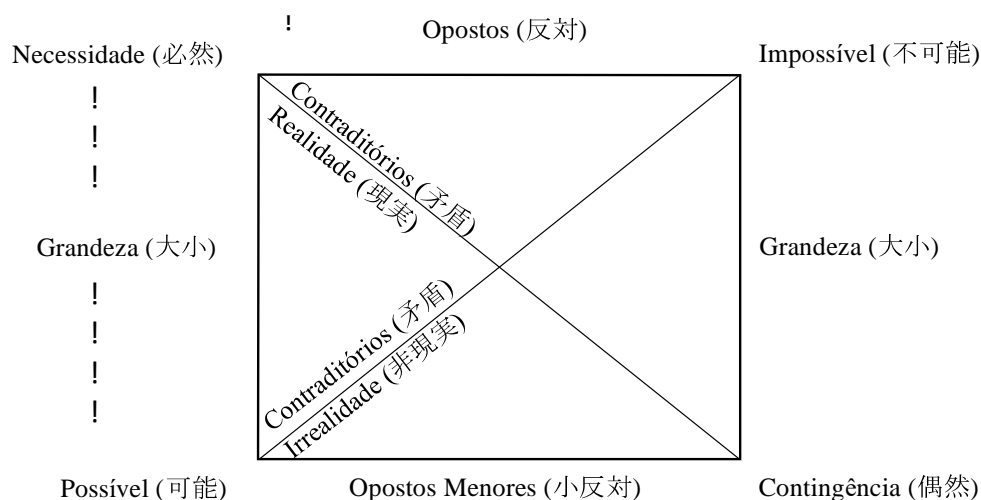 !
Opostos (反対)
Necessidade (必然)
Impossível (不可能)
!
!
!
Contraditórios (矛盾)
Realidade (現実)
Grandeza (大小)
Grandeza (大小)
!
!
!
!
Contraditórios (矛盾)
Irrealidade (非現実)
Possível (可能)
Opostos Menores (小反対)
Contingência (偶然)